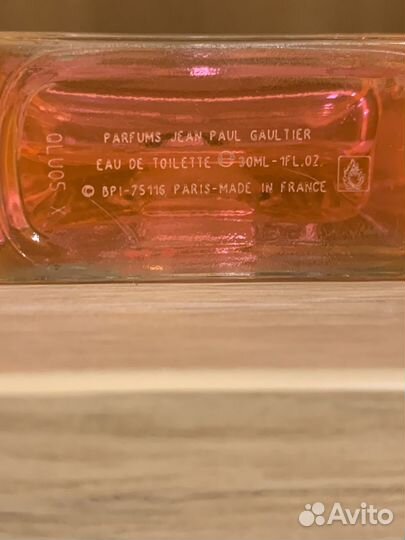 PARFUMS JEAN PAUL GAULTIER
EAU DE TOILETTE e 30ML-1FL.OZ.
© BPI-75116 PARIS-MADE IN FRANCE
Avito